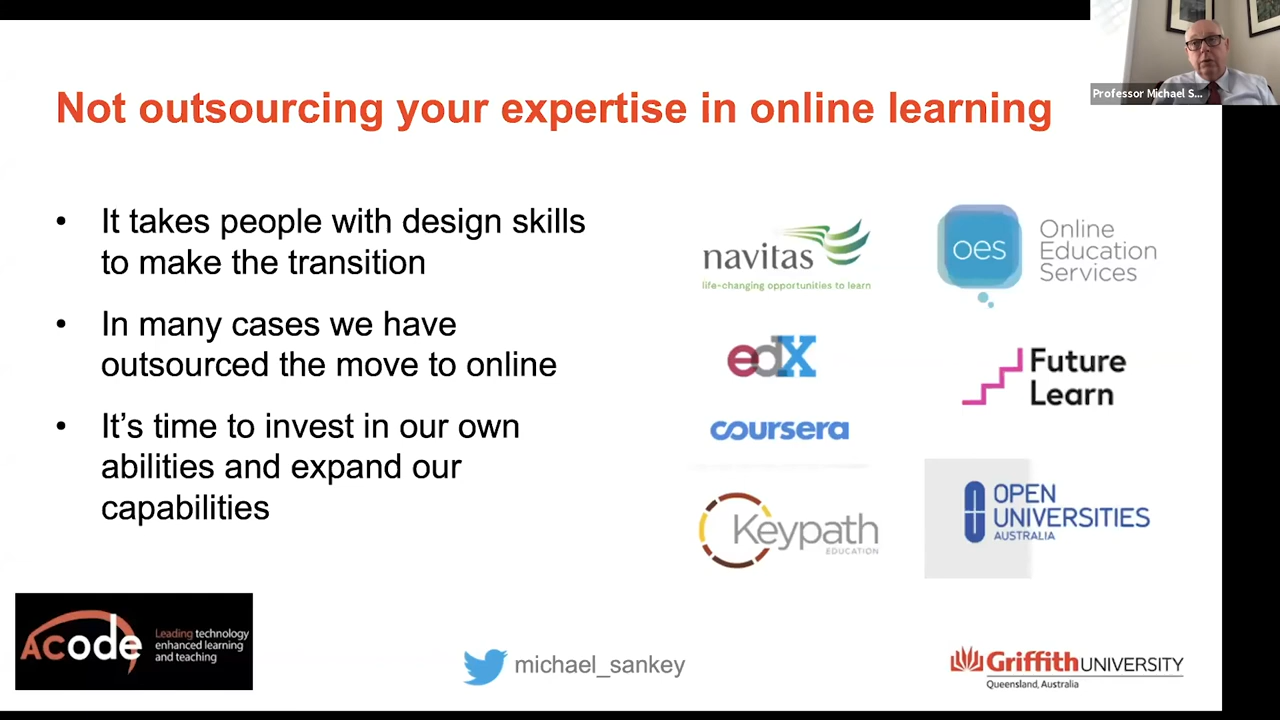 Professor Michael S...
Not outsourcing your expertise in online learning
• It takes people with design skills
to make the transition
• In many cases we have
outsourced the move to online
• It’s time to invest in our own
abilities and expand our
capabilities
navitas
life-changing opportunities to learn
oes
Online
Education
Services
edX
Future
Learn
coursera
Keypath
EDUCATION
OPEN
UNIVERSITIES
AUSTRALIA
ACode
Leading technology
enhanced learning
and teaching
michael_sankey
Griffith UNIVERSITY
Queensland, Australia